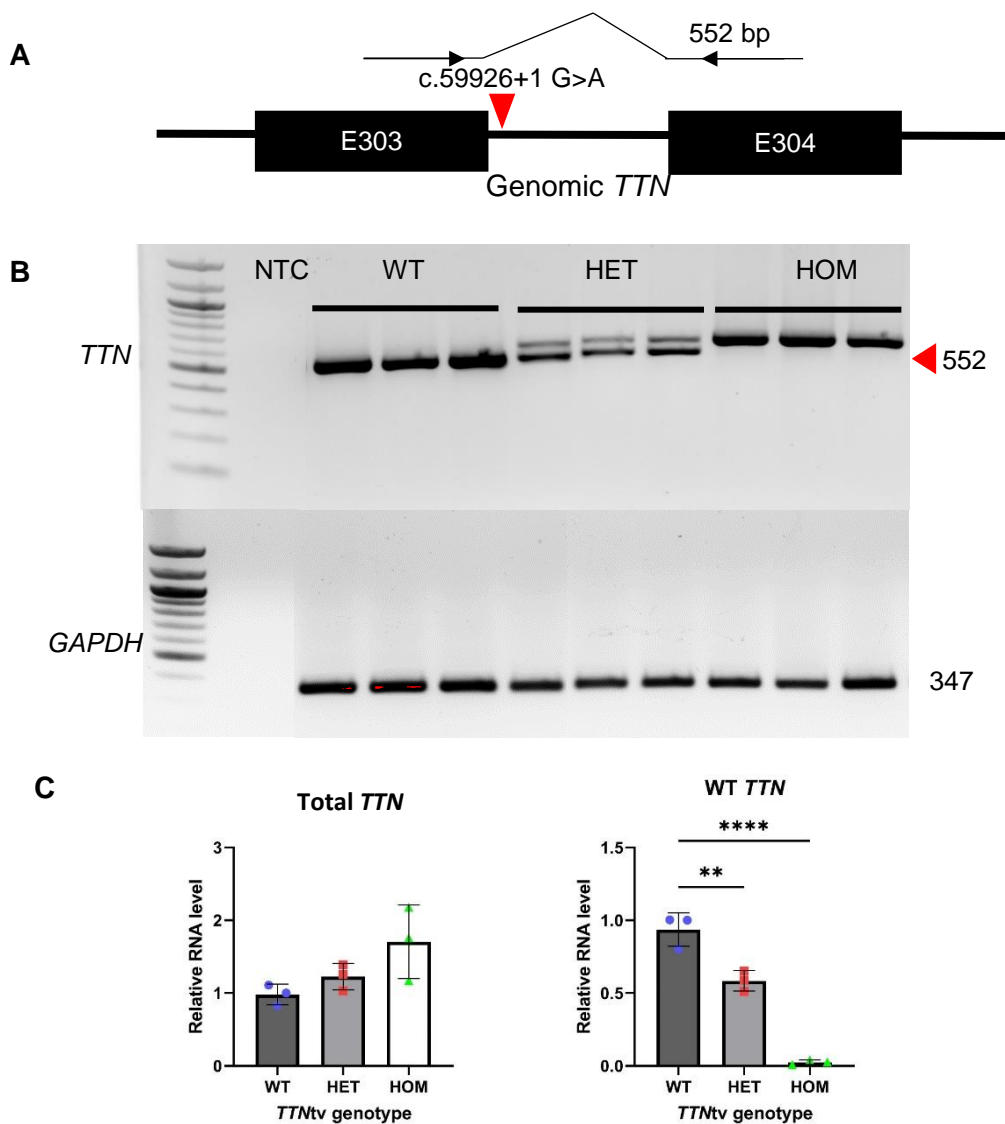 A
552 bp
c.59926+1 G>A
E303
E304
Genomic TTN
B
NTC WT HET HOM
TTN
552
GAPDH
347
C
Total TTN
3
2
1
0
Relative RNA level
WT HET HOM
TTNtv genotype
WT TTN
****
**
1.5
1.0
0.5
0.0
Relative RNA level
WT HET HOM
TTNtv genotype